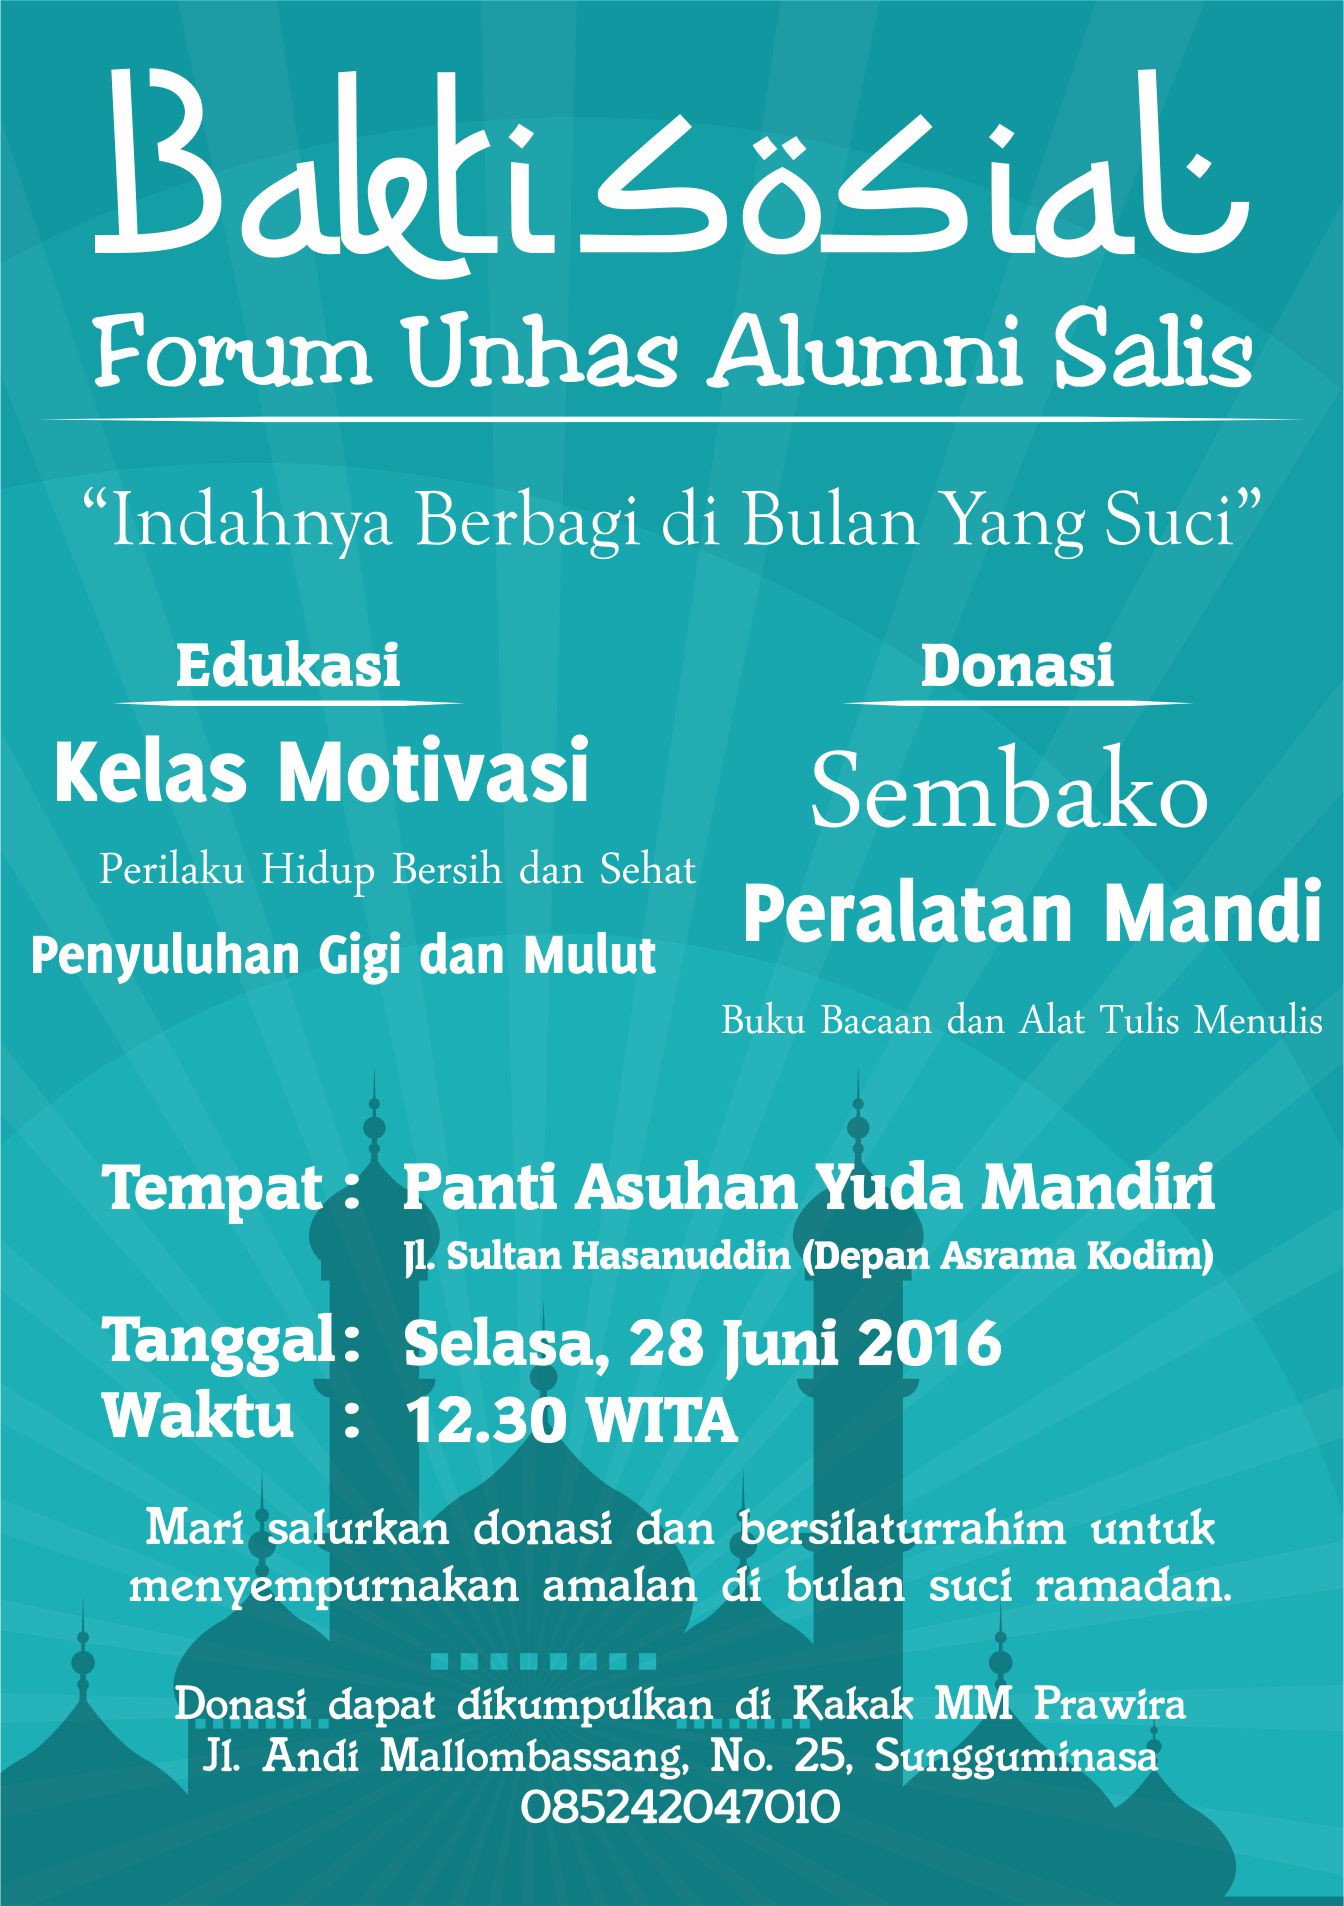 Bakti sosial
Forum Unhas Alumni Salis
“Indahnya Berbagi di Bulan Yang Suci”
Edukasi
Kelas Motivasi
Perilaku Hidup Bersih dan Sehat
Penyuluhan Gigi dan Mulut
Donasi
Sembako
Peralatan Mandi
Buku Bacaan dan Alat Tulis Menulis
Tempat : Panti Asuhan Yuda Mandiri
Jl. Sultan Hasanuddin (Depan Asrama Kodim)
Tanggal : Selasa, 28 Juni 2016
Waktu : 12.30 WITA
Mari salurkan donasi dan bersilaturrahim untuk
menyempurnakan amalan di bulan suci ramadan.
Donasi dapat dikumpulkan di Kakak MM Prawira
Jl. Andi Mallombassang, No. 25, Sungguminasa
085242047010